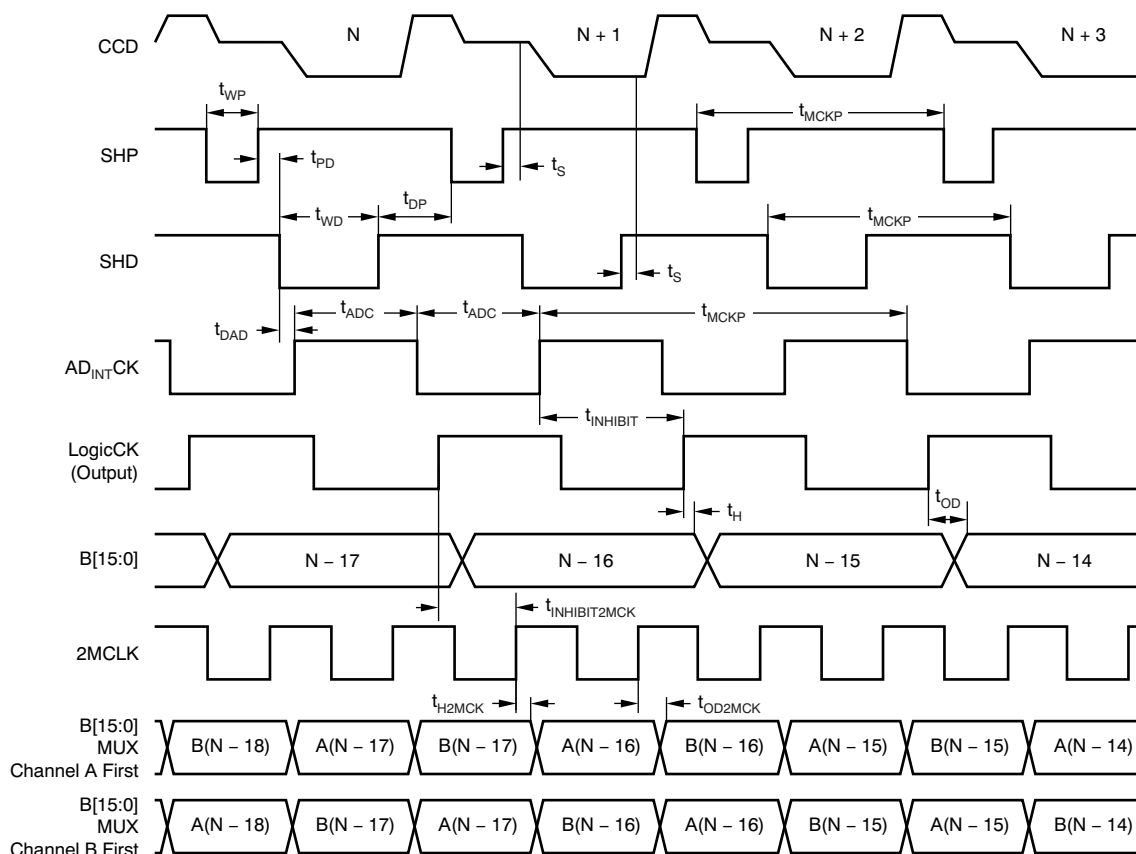 CCD
N
N + 1
N + 2
N + 3
tWP
tMCKP
SHP
tPD
tS
tWD
tDP
tMCKP
SHD
tS
tADC
tADC
tMCKP
tDAD
ADINTCK
tINHIBIT
LogicCK
(Output)
tH
tOD
B[15:0]
N – 17
N – 16
N – 15
N – 14
tINHIBIT2MCK
2MCLK
tH2MCK
tOD2MCK
B[15:0]
MUX
Channel A First
B(N – 18)
A(N – 17)
B(N – 17)
A(N – 16)
B(N – 16)
A(N – 15)
B(N – 15)
A(N – 14)
B[15:0]
MUX
Channel B First
A(N – 18)
B(N – 17)
A(N – 17)
B(N – 16)
A(N – 16)
B(N – 15)
A(N – 15)
B(N – 14)